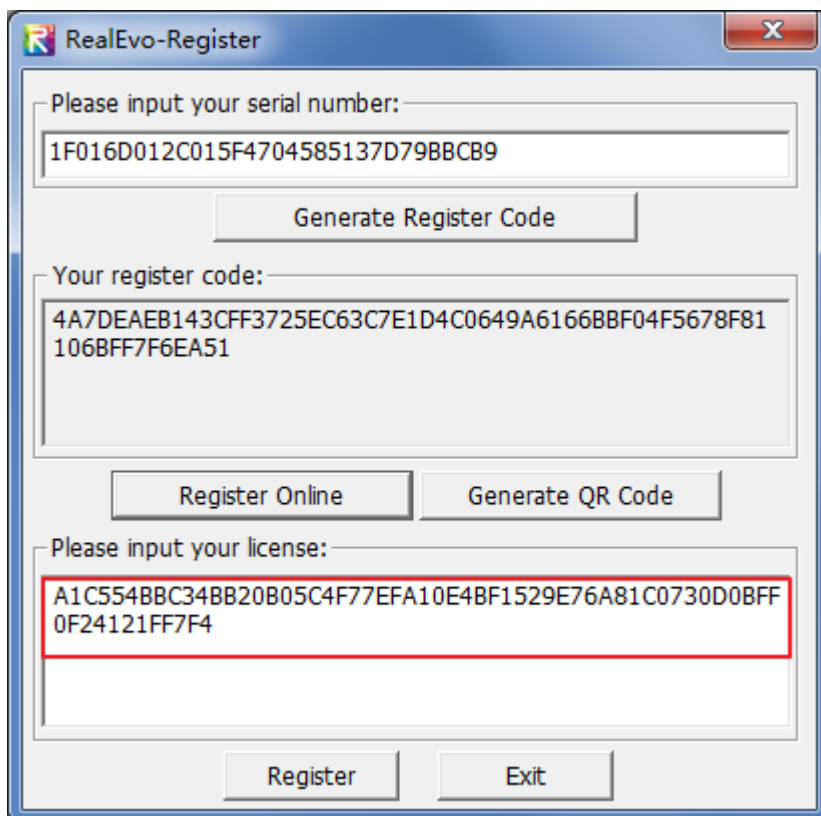 RealEvo-Register
Please input your serial number:
1F016D012C015F4704585137D79BBCB9
Generate Register Code
Your register code:
4A7DEAEB143CFF3725EC63C7E1D4C0649A6166BBF04F5678F81
106BFF7F6EA51
Register Online
Generate QR Code
Please input your license:
A1C554BBC34BB20B05C4F77EFA10E4BF1529E76A81C0730D0BFF
0F24121FF7F4
Register
Exit